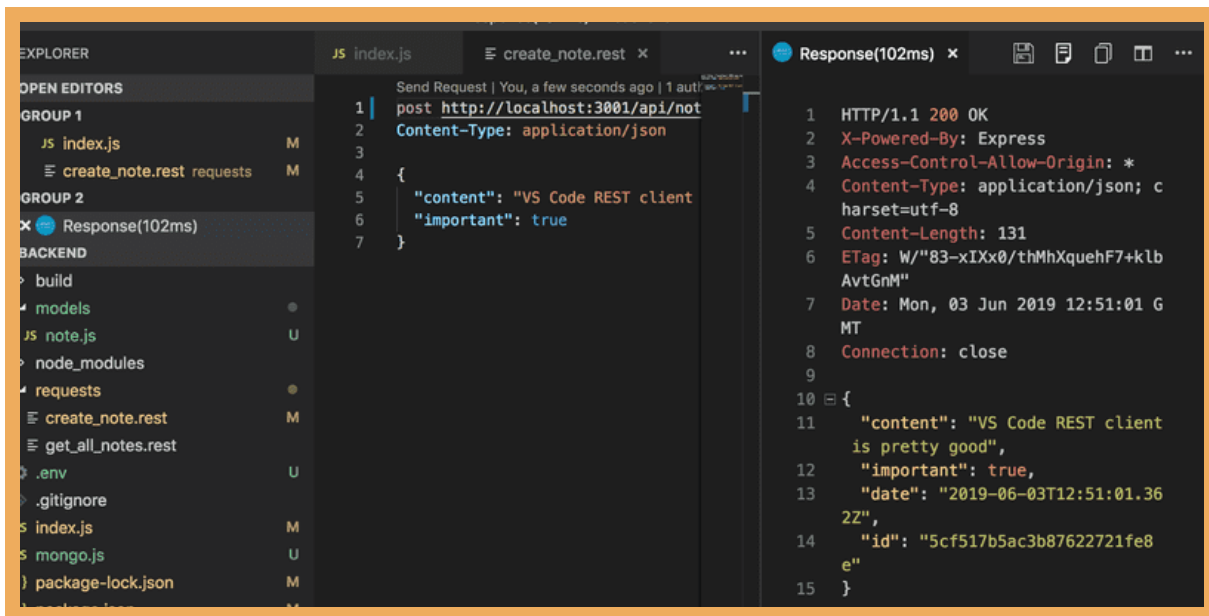 EXPLORER
OPEN EDITORS
GROUP 1
JS index.js M
create_note.rest requests M
GROUP 2
Response(102ms)
BACKEND
build
models
JS note.js U
node_modules
requests
create_note.rest M
get_all_notes.rest
.env U
.gitignore
index.js M
mongo.js U
package-lock.json M
JS index.js
create_note.rest ×
Send Request | You, a few seconds ago | 1
1 post http://localhost:3001/api/not
2 Content-Type: application/json
3
4 {
5 "content": "VS Code REST client
6 "important": true
7 }
Response(102ms) ×
1 HTTP/1.1 200 OK
2 X-Powered-By: Express
3 Access-Control-Allow-Origin: *
4 Content-Type: application/json; c
harset=utf-8
5 Content-Length: 131
6 ETag: W/"83-xIXx0/thMhXquehF7+klb
AvtGnM"
7 Date: Mon, 03 Jun 2019 12:51:01 G
MT
8 Connection: close
9
10 {
11 "content": "VS Code REST client
is pretty good",
12 "important": true,
13 "date": "2019-06-03T12:51:01.36
2Z",
14 "id": "5cf517b5ac3b87622721fe8
e"
15 }